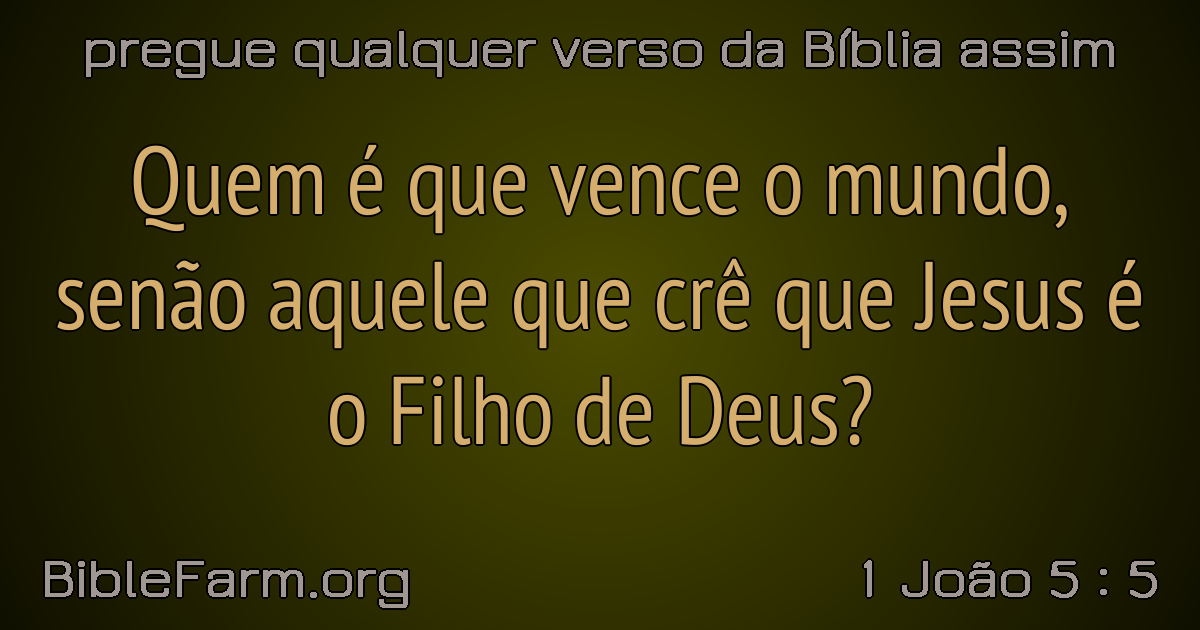 pregue qualquer verso da Bíblia assim
Quem é que vence o mundo,
senão aquele que crê que Jesus é
o Filho de Deus?
BibleFarm.org
1 João 5 : 5